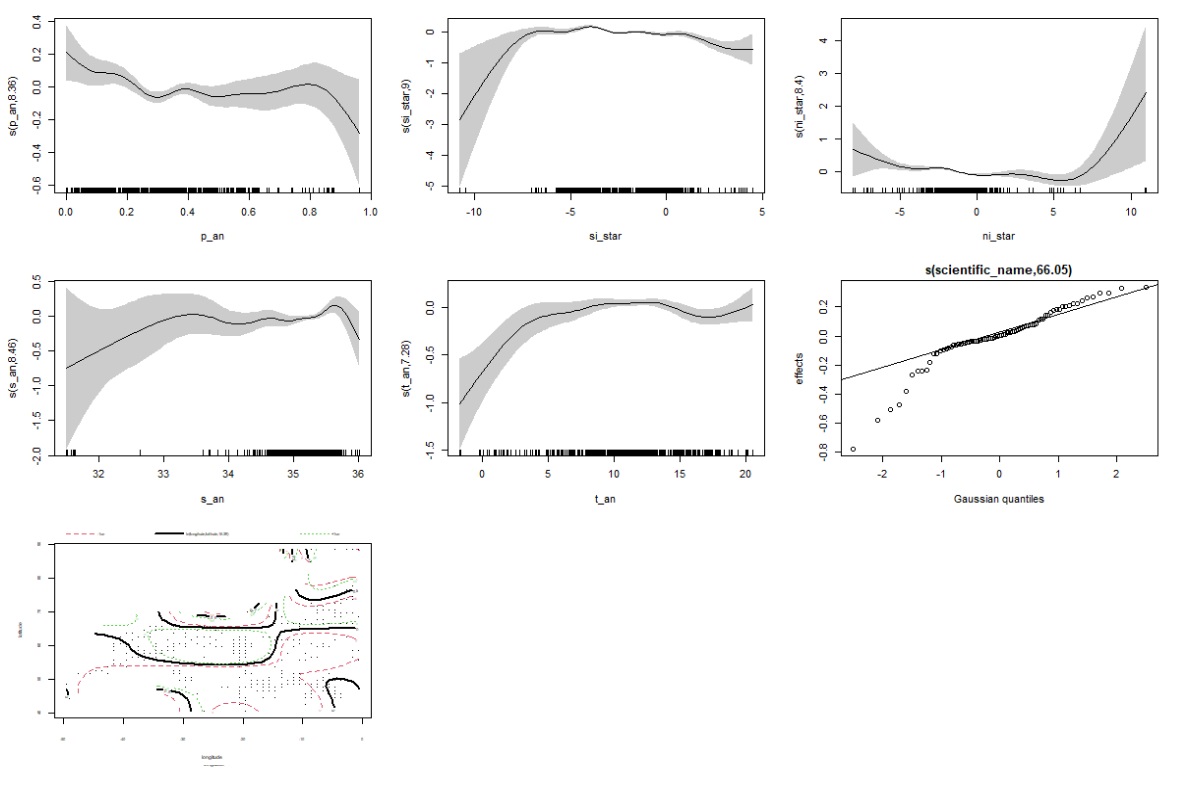 0.4
0.2
0.0
-0.2
-0.4
-0.6
s(p_an,8.36)
0.0 0.2 0.4 0.6 0.8 1.0
p_an
0
-1
-2
-3
-4
-5
s(si_star,9)
-10 -5 0 5
si_star
4
3
2
1
0
s(ni_star,8.4)
-5 0 5 10
ni_star
0.5
0.0
-0.5
-1.0
-1.5
-2.0
s(s_an,8.46)
32 33 34 35 36
s_an
0.0
-0.5
-1.0
-1.5
s(t_an,7.28)
0 5 10 15 20
t_an
s(scientific_name,66.05)
0.2
0.0
-0.2
-0.4
-0.6
-0.8
effects
-2 -1 0 1 2
Gaussian quantiles
latitude
longitude